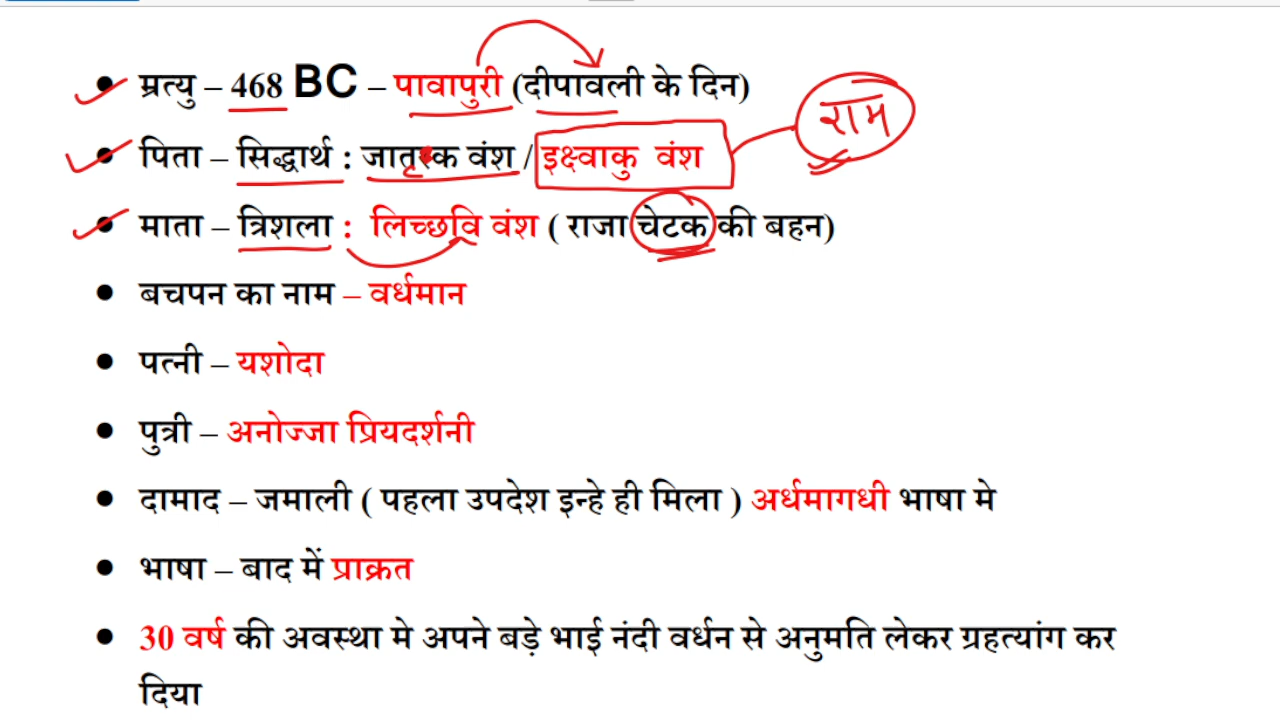 • म्रत्यु – 468 BC – पावापुरी (दीपावली के दिन)
राम
• पिता – सिद्धार्थ : जातृक वंश / इक्ष्वाकु वंश
• माता – त्रिशला : लिच्छवि वंश ( राजा चेटक की बहन)
• बचपन का नाम – वर्धमान
• पत्नी – यशोदा
• पुत्री – अनोज्जा प्रियदर्शनी
• दामाद – जमाली ( पहला उपदेश इन्हे ही मिला ) अर्धमागधी भाषा मे
• भाषा – बाद में प्राक्रत
• 30 वर्ष की अवस्था मे अपने बड़े भाई नंदी वर्धन से अनुमति लेकर ग्रहत्यांग कर
दिया